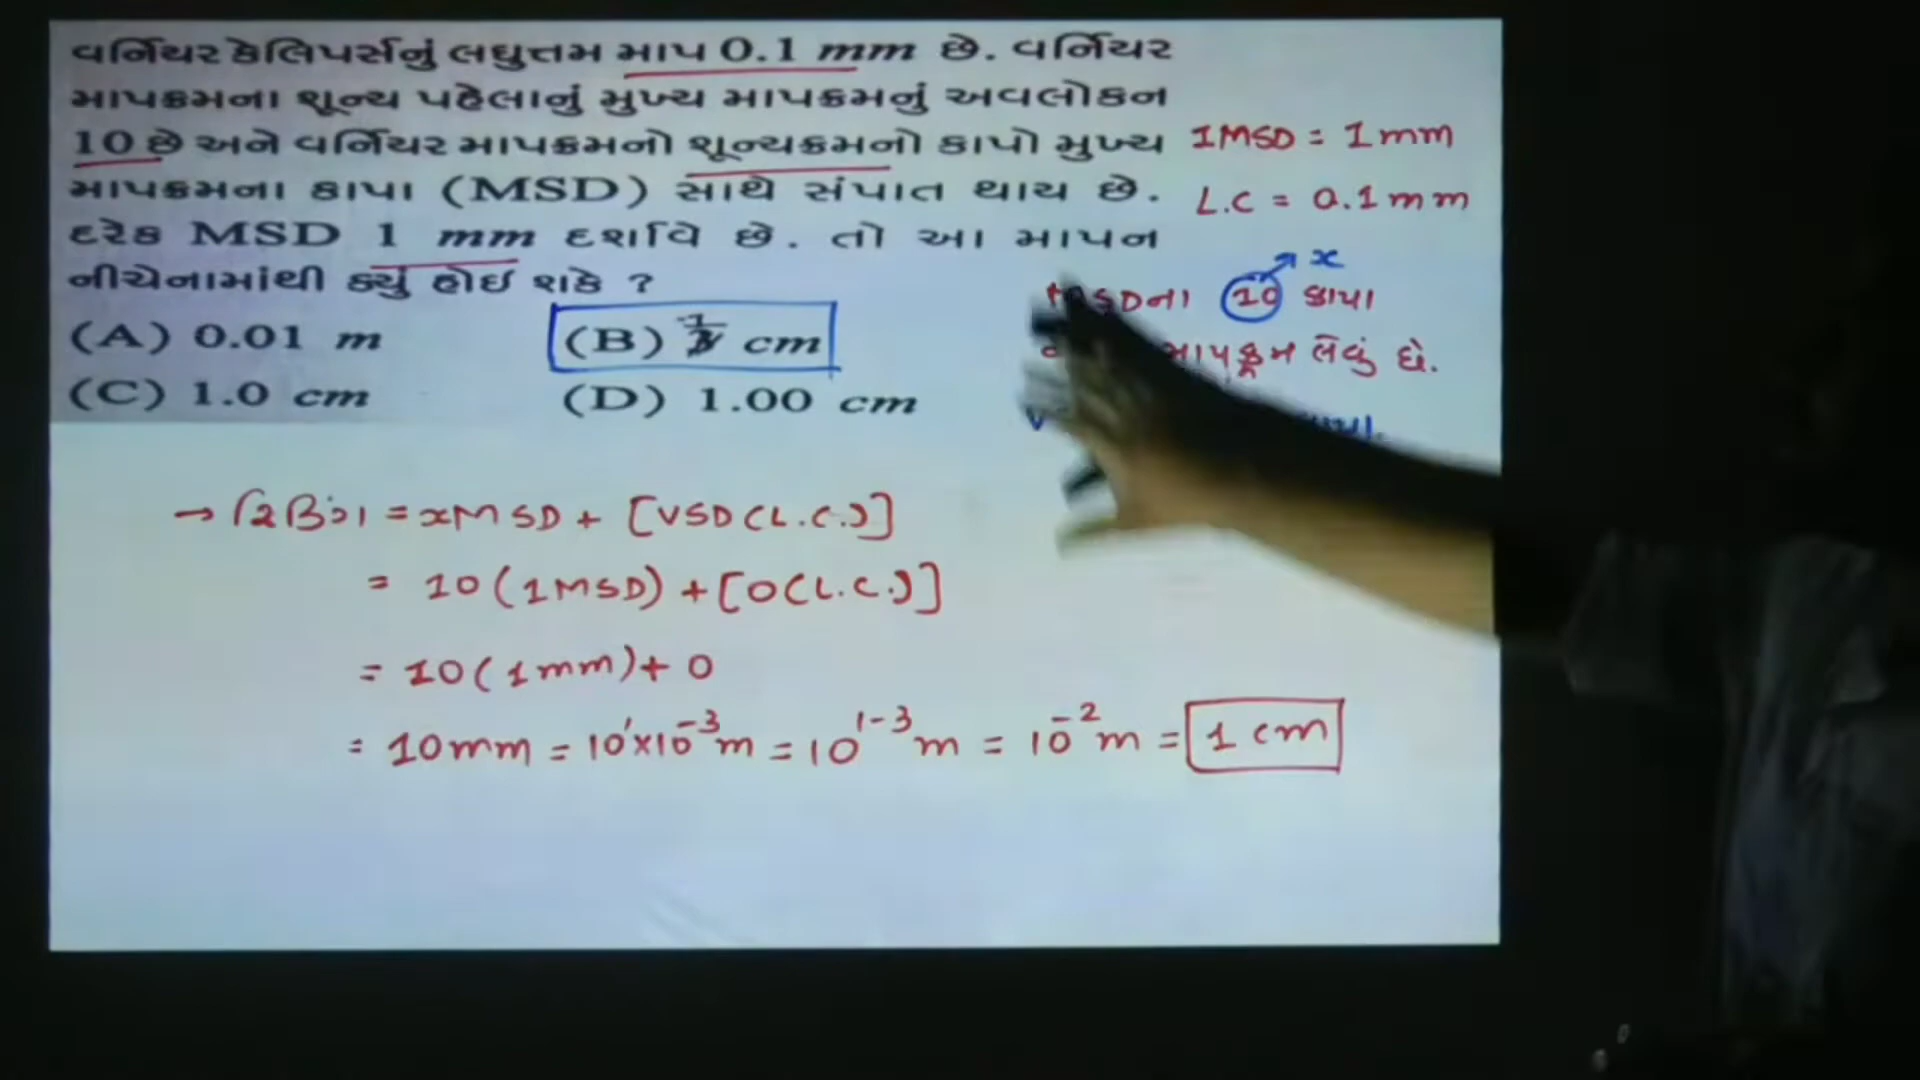 વર્નિયર કેલિપર્સનું લઘુત્તમ માપ 0.1 mm છે. વર્નિયર
માપક્રમના શૂન્ય પહેલાનું મુખ્ય માપક્રમનું અવલોકન
10 છે અને વર્નિયર માપક્રમનો શૂન્યક્રમનો કાપો મુખ્ય
માપક્રમના કાપા (MSD) સાથે સંપાત થાય છે.
દરેક MSD 1 mm દર્શાવે છે. તો આ માપન
નીચેનામાંથી ક્યું હોઇ શકે ?
(A) 0.01 m
(B) 1 cm
(C) 1.0 cm
(D) 1.00 cm
1MSD = 1mm
L.C = 0.1mm
x
10 કાપા
માપક્રમ લેવું છે.
→ રીડિંગ = xMSD + [VSD(L.C.)]
= 10(1MSD) + [0(L.C.)]
= 10(1mm) + 0
= 10mm = 10¹×10⁻³m = 10¹⁻³m = 10⁻²m = 1 cm